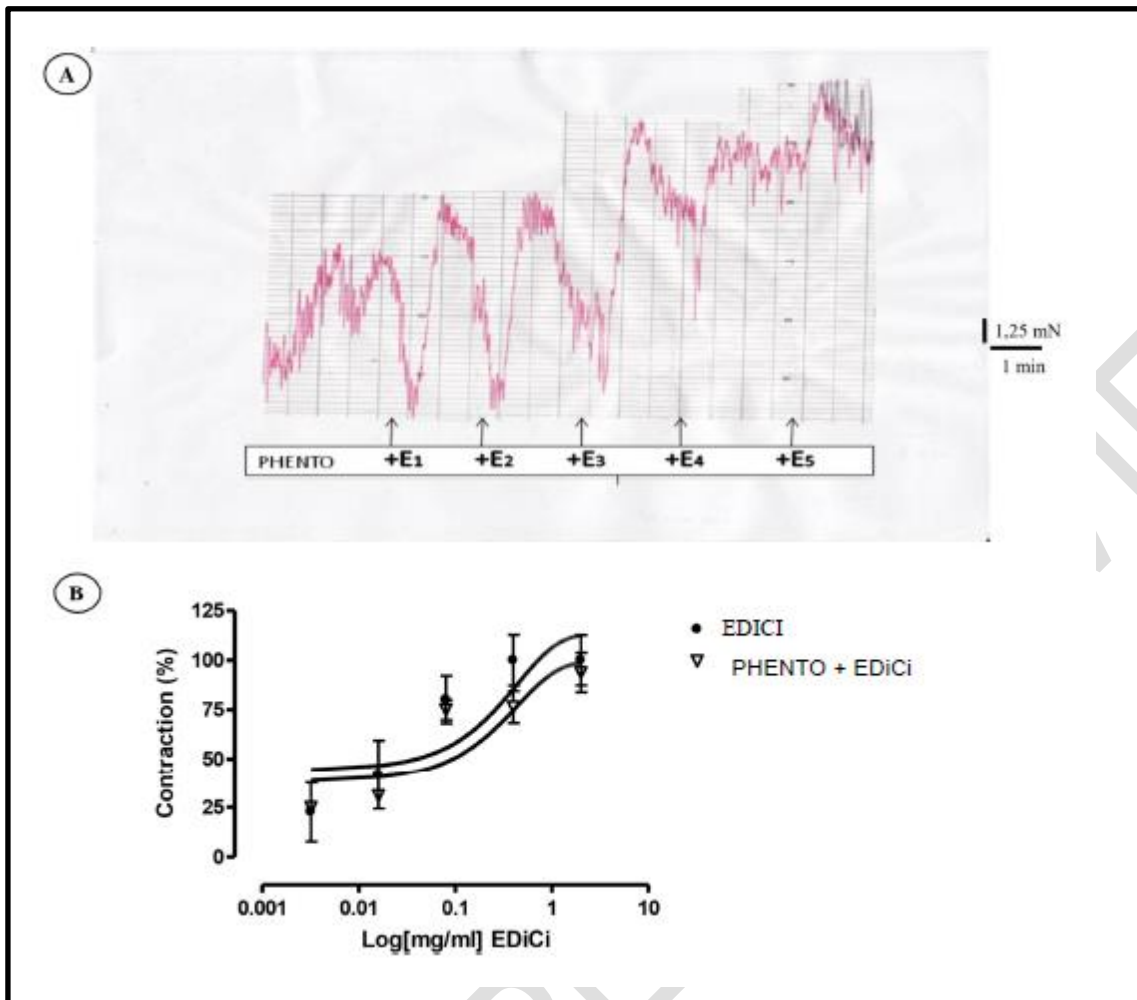 A
1,25 mN
1 min
PHENTO +E1 +E2 +E3 +E4 +E5
B
125
100
75
50
25
0
Contraction (%)
0.001 0.01 0.1 1 10
Log[mg/ml] EDiCi
EDICI
PHENTO + EDiCi